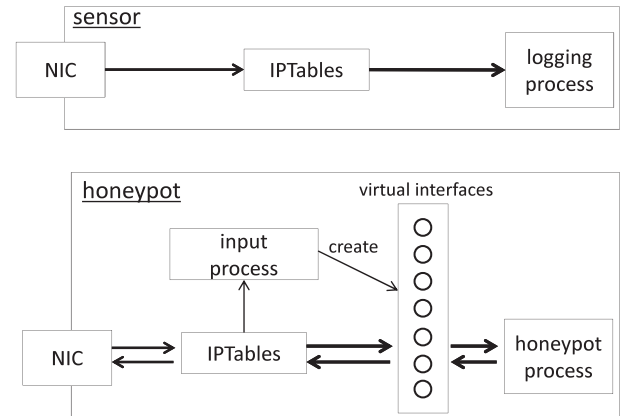 sensor
NIC
IPTables
logging
process
honeypot
virtual interfaces
input
process
create
NIC
IPTables
honeypot
process